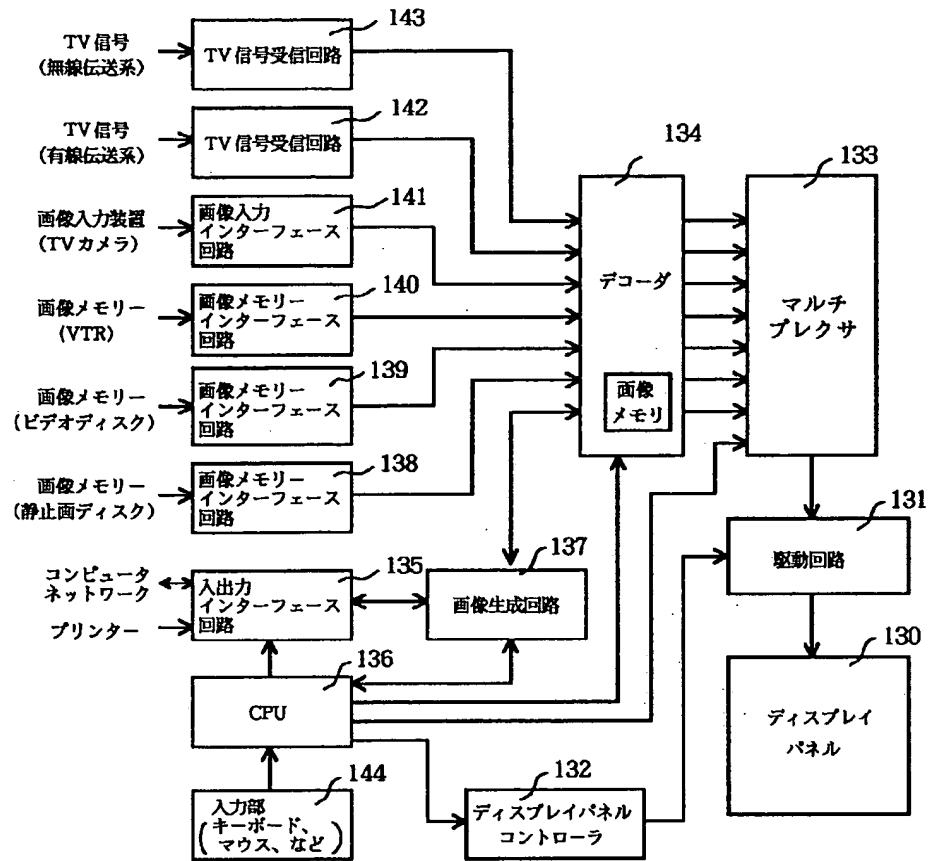 143
TV 信号
(無線伝送系)
TV 信号受信回路
142
TV 信号
(有線伝送系)
TV 信号受信回路
134
133
141
画像入力装置
(TV カメラ)
画像入力
インターフェース
回路
デコーダ
マルチ
プレクサ
140
画像メモリー
(VTR)
画像メモリー
インターフェース
回路
139
画像メモリー
(ビデオディスク)
画像メモリー
インターフェース
回路
画像
メモリ
138
画像メモリー
(静止画ディスク)
画像メモリー
インターフェース
回路
131
駆動回路
135
137
コンピュータ
ネットワーク
プリンター
入出力
インターフェース
回路
画像生成回路
130
136
CPU
ディスプレイ
パネル
144
入力部
(キーボード、
マウス、など)
132
ディスプレイパネル
コントローラ